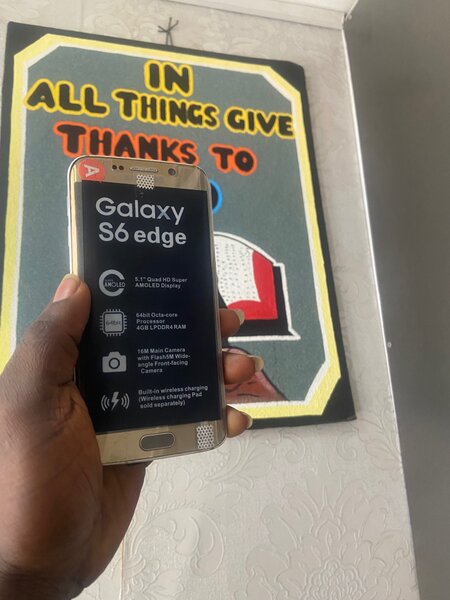 IN
ALL THINGS GIVE
THANKS TO
A
Galaxy
S6 edge
AMOLED
5.1" Quad HD Super
AMOLED Display
64bit
64bit Octa-core
Processor
4GB LPDDR4 RAM
16M Main Camera
with Flash5M Wide-
angle Front-facing
Camera
Built-in wireless charging
(Wireless charging Pad
sold separately)